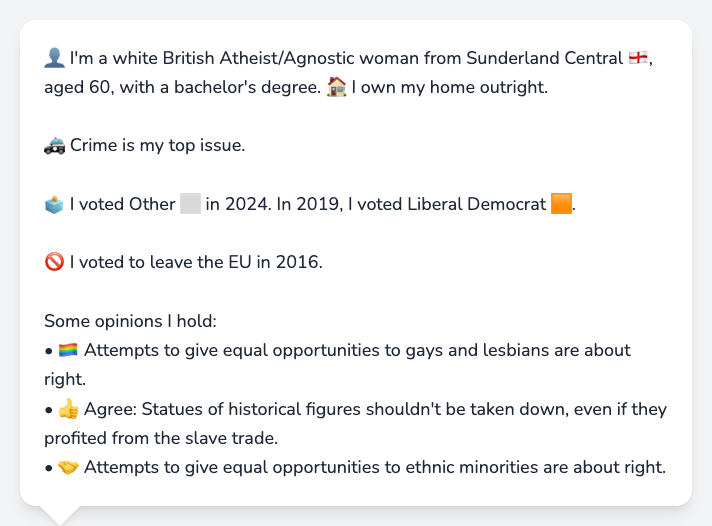 👤 I'm a white British Atheist/Agnostic woman from Sunderland Central 🏴󠁧󠁢󠁥󠁮󠁧󠁿,
aged 60, with a bachelor's degree. 🏠 I own my home outright.
🚓 Crime is my top issue.
🗳️ I voted Other ⬜ in 2024. In 2019, I voted Liberal Democrat 🟧.
🚫 I voted to leave the EU in 2016.
Some opinions I hold:
• 🏳️‍🌈 Attempts to give equal opportunities to gays and lesbians are about
right.
• 👍 Agree: Statues of historical figures shouldn't be taken down, even if they
profited from the slave trade.
• 🤝 Attempts to give equal opportunities to ethnic minorities are about right.